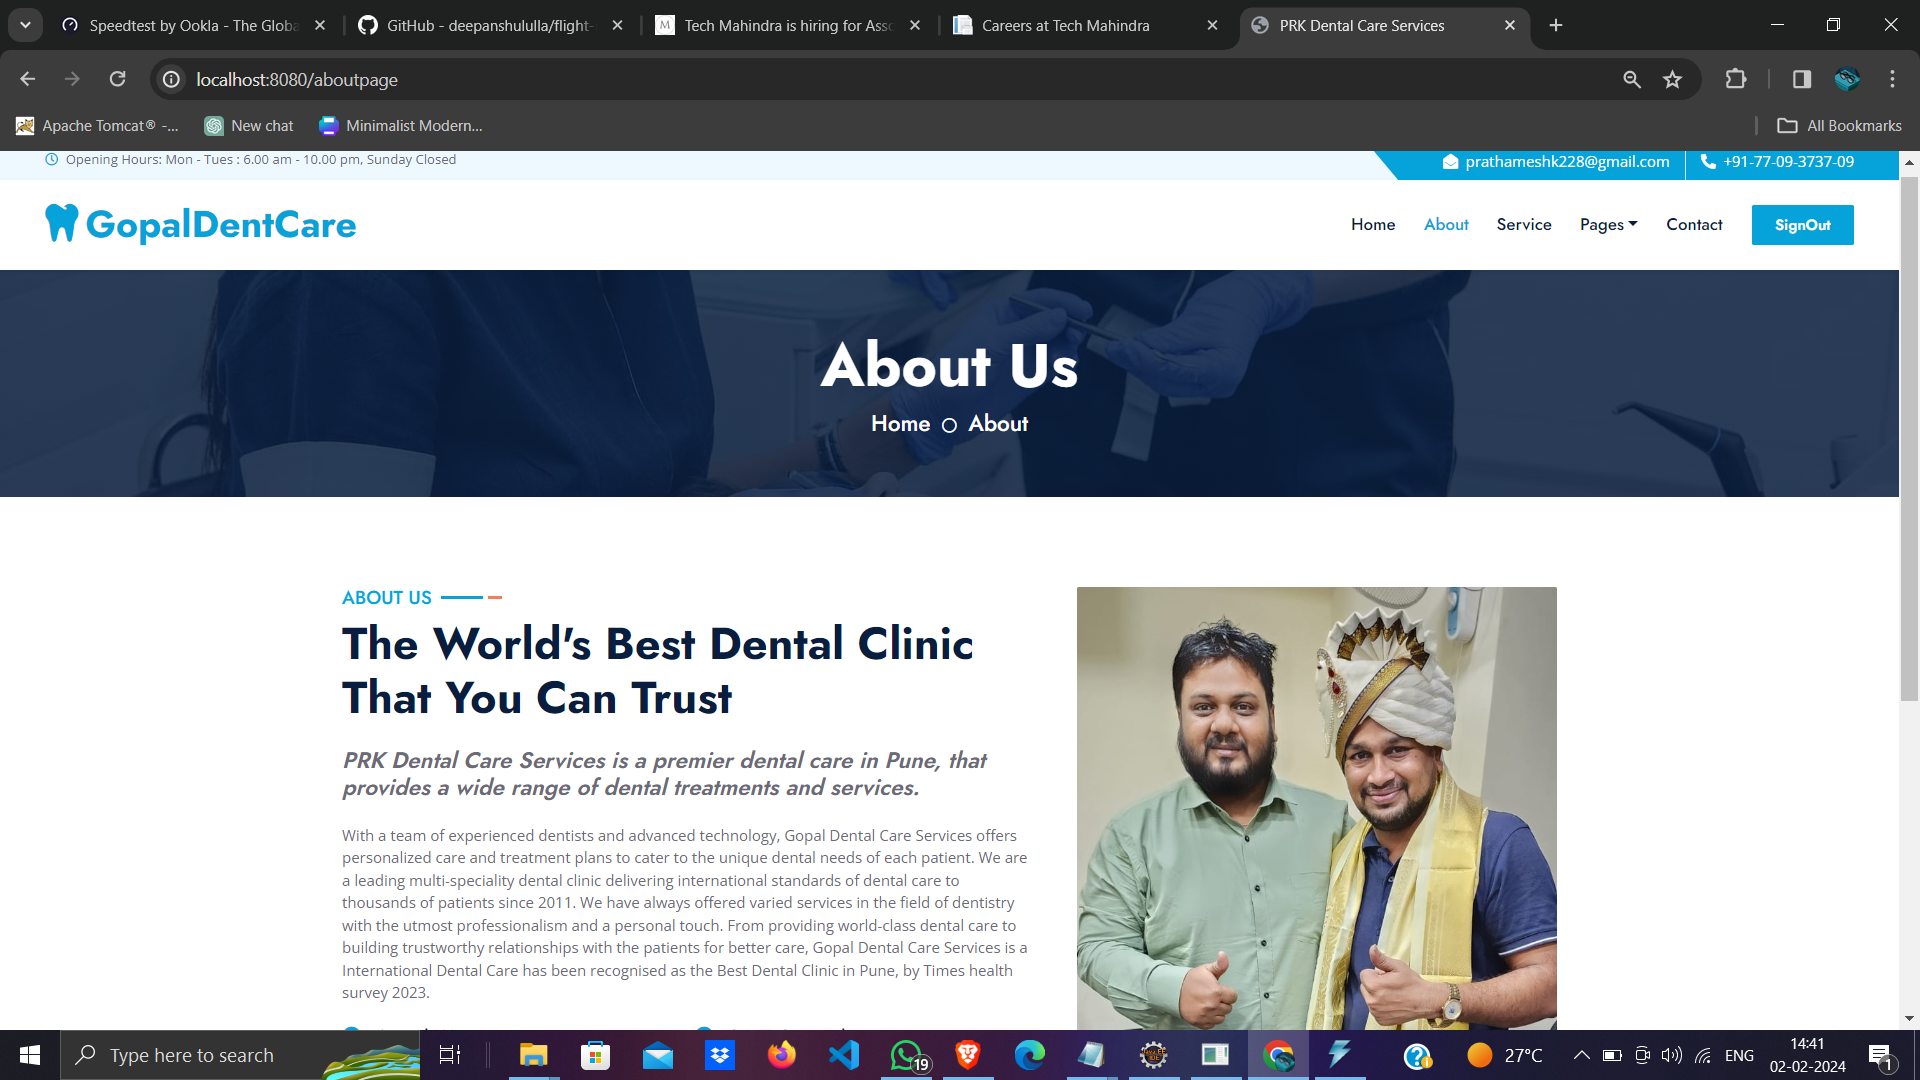 Speedtest by Ookla - The Globa
GitHub - deepanshululla/flight-
Tech Mahindra is hiring for Asso
Careers at Tech Mahindra
PRK Dental Care Services
localhost:8080/aboutpage
Apache Tomcat® -...
New chat
Minimalist Modern...
All Bookmarks
Opening Hours: Mon - Tues : 6.00 am - 10.00 pm, Sunday Closed
prathameshk228@gmail.com
+91-77-09-3737-09
GopalDentCare
Home
About
Service
Pages
Contact
SignOut
About Us
Home
About
ABOUT US
The World's Best Dental Clinic
That You Can Trust
PRK Dental Care Services is a premier dental care in Pune, that
provides a wide range of dental treatments and services.
With a team of experienced dentists and advanced technology, Gopal Dental Care Services offers
personalized care and treatment plans to cater to the unique dental needs of each patient. We are
a leading multi-speciality dental clinic delivering international standards of dental care to
thousands of patients since 2011. We have always offered varied services in the field of dentistry
with the utmost professionalism and a personal touch. From providing world-class dental care to
building trustworthy relationships with the patients for better care, Gopal Dental Care Services is a
International Dental Care has been recognised as the Best Dental Clinic in Pune, by Times health
survey 2023.
Type here to search
19
27°C
ENG
14:41
02-02-2024
1